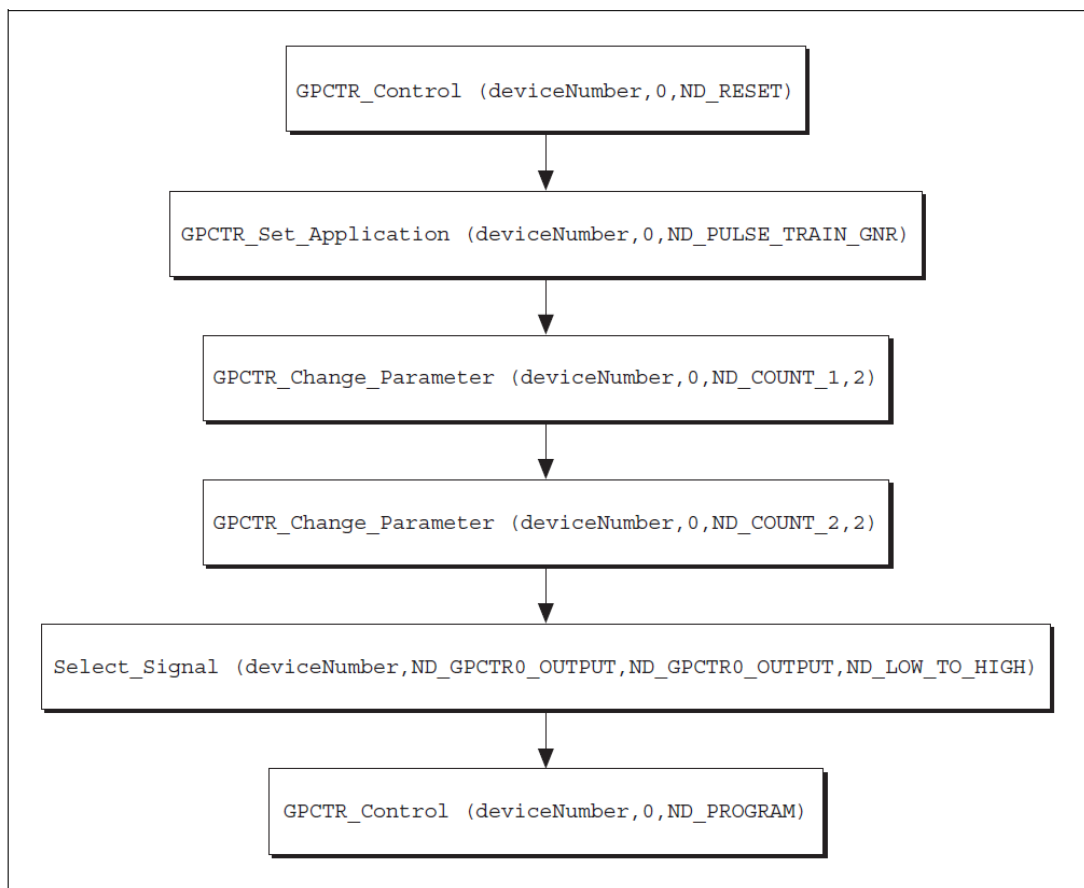 GPCTR_Control (deviceNumber,0,ND_RESET)
GPCTR_Set_Application (deviceNumber,0,ND_PULSE_TRAIN_GNR)
GPCTR_Change_Parameter (deviceNumber,0,ND_COUNT_1,2)
GPCTR_Change_Parameter (deviceNumber,0,ND_COUNT_2,2)
Select_Signal (deviceNumber,ND_GPCTR0_OUTPUT,ND_GPCTR0_OUTPUT,ND_LOW_TO_HIGH)
GPCTR_Control (deviceNumber,0,ND_PROGRAM)